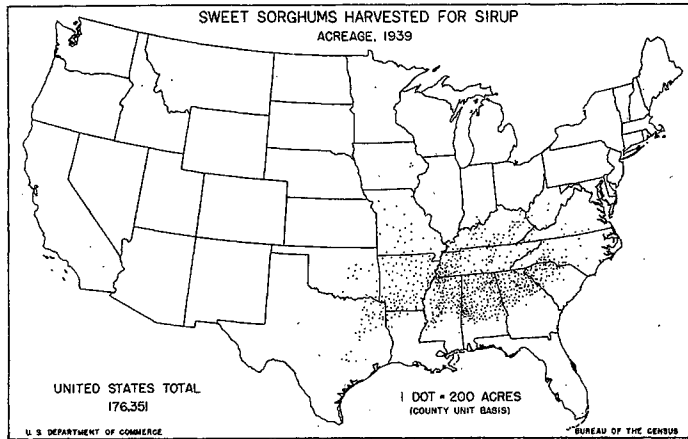 SWEET SORGHUMS HARVESTED FOR SIRUP
ACREAGE, 1939
UNITED STATES TOTAL
176,351
1 DOT = 200 ACRES
(COUNTY UNIT BASIS)
U. S. DEPARTMENT OF COMMERCE
BUREAU OF THE CENSUS